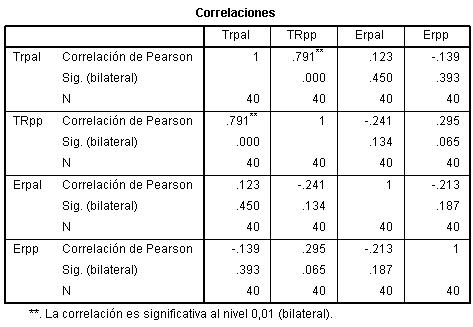 Correlaciones
Trpal TRpp Erpal Erpp
Trpal Correlación de Pearson 1 .791** .123 -.139
Sig. (bilateral) .000 .450 .393
N 40 40 40 40
TRpp Correlación de Pearson .791** 1 -.241 .295
Sig. (bilateral) .000 .134 .065
N 40 40 40 40
Erpal Correlación de Pearson .123 -.241 1 -.213
Sig. (bilateral) .450 .134 .187
N 40 40 40 40
Erpp Correlación de Pearson -.139 .295 -.213 1
Sig. (bilateral) .393 .065 .187
N 40 40 40 40
**. La correlación es significativa al nivel 0,01 (bilateral).